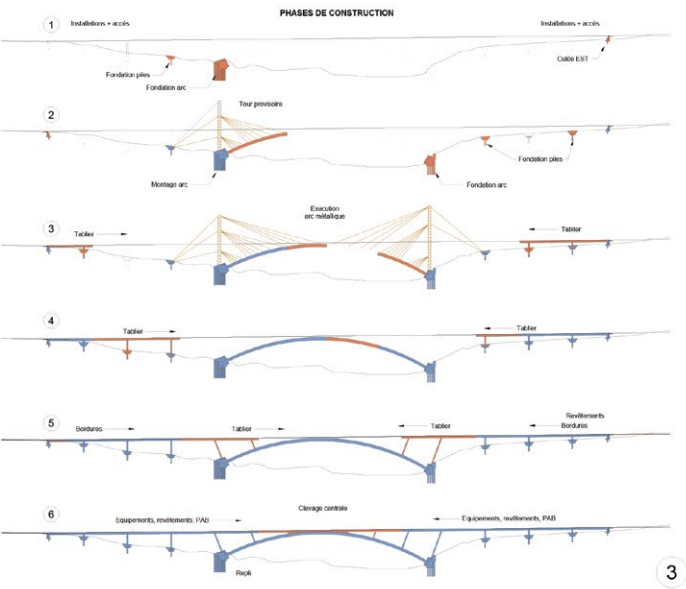 PHASES DE CONSTRUCTION
1
Installations + accès
Installations + accès
Culée EST
Fondation piles
Fondation arc
2
Tour provisoire
Fondation piles
Montage arc
Fondation arc
3
Execution
arc métallique
Tablier
Tablier
4
Tablier
Tablier
5
Revêtements
Bordures
Tablier
Tablier
Bordures
6
Clavage centrale
Equipements, revêtements, PAB
Equipements, revêtements, PAB
Repli
3